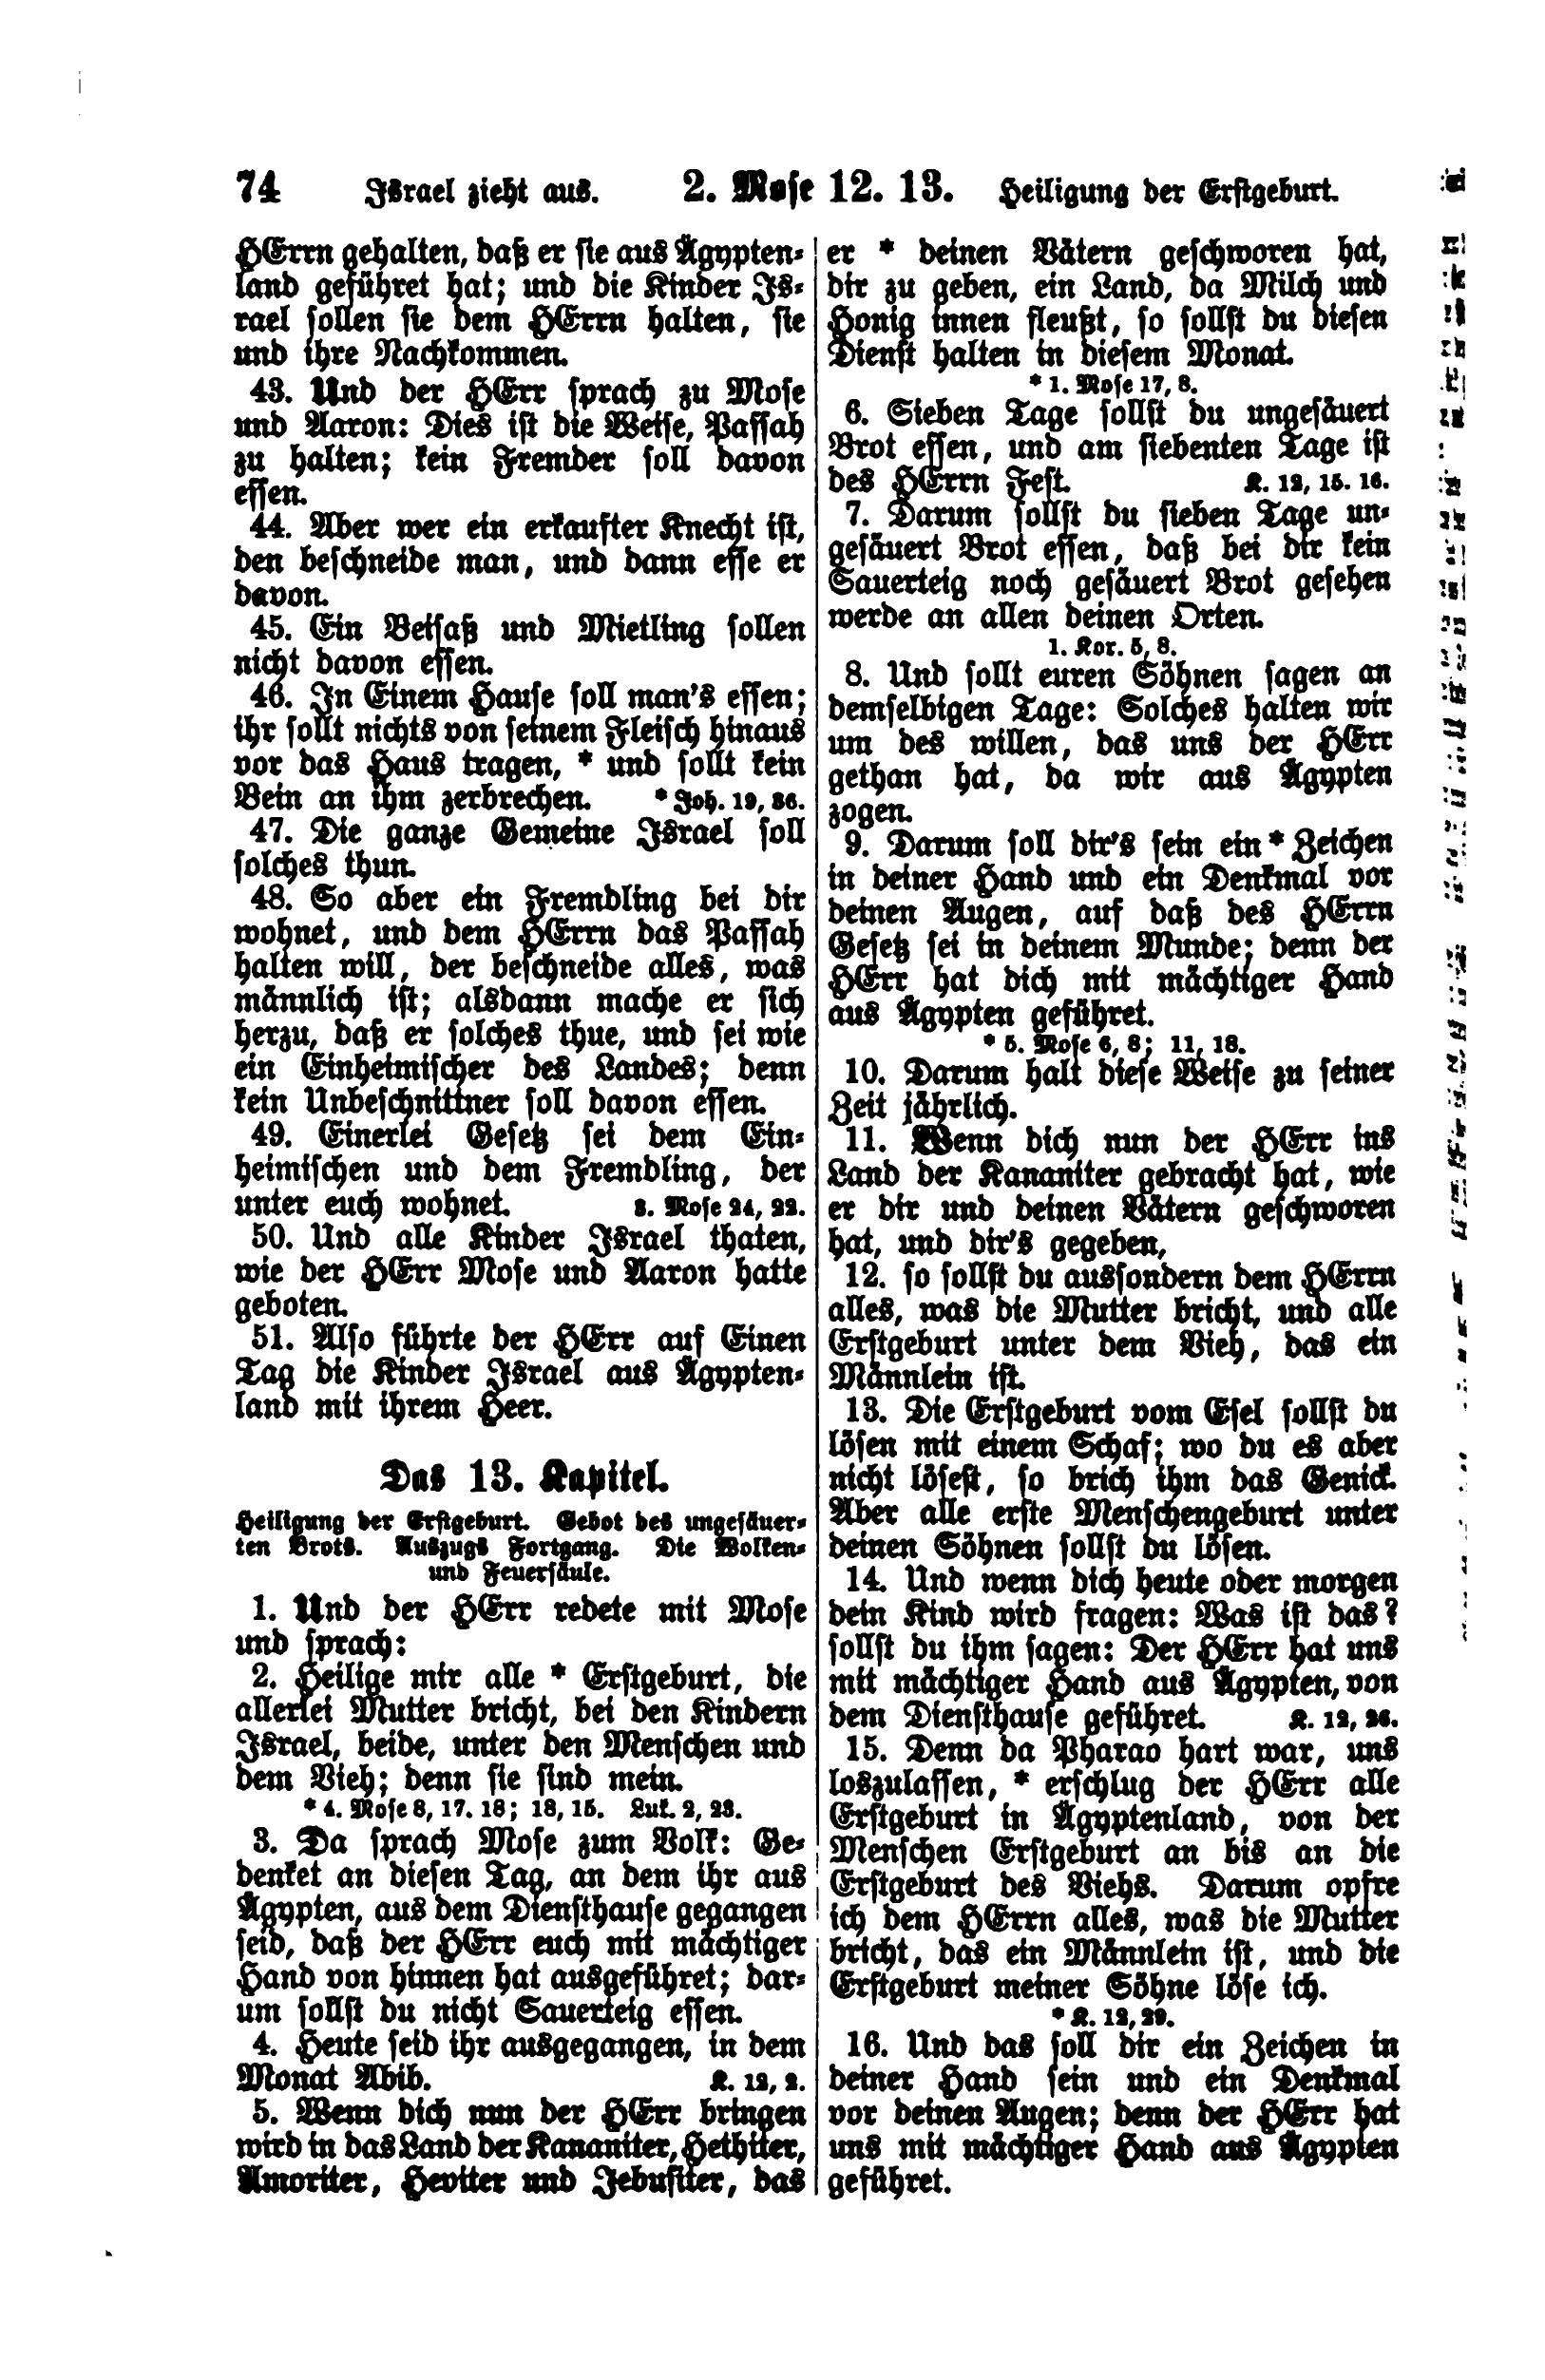 74 Israel zieht aus. 2. Mose 12. 13. Heiligung der Erstgeburt.
HErrn gehalten, daß er sie aus Ägypten-
land geführet hat; und die Kinder Is-
rael sollen sie dem HErrn halten, sie
und ihre Nachkommen.
43. Und der HErr sprach zu Mose
und Aaron: Dies ist die Weise, Passah
zu halten; kein Fremder soll davon
essen.
44. Aber wer ein erkaufter Knecht ist,
den beschneide man, und dann esse er
davon.
45. Ein Beisaß und Mietling sollen
nicht davon essen.
46. In Einem Hause soll man's essen;
ihr sollt nichts von seinem Fleisch hinaus
vor das Haus tragen, * und sollt kein
Bein an ihm zerbrechen. * Joh. 19, 36.
47. Die ganze Gemeine Israel soll
solches thun.
48. So aber ein Fremdling bei dir
wohnet, und dem HErrn das Passah
halten will, der beschneide alles, was
männlich ist; alsdann mache er sich
herzu, daß er solches thue, und sei wie
ein Einheimischer des Landes; denn
kein Unbeschnittner soll davon essen.
49. Einerlei Gesetz sei dem Ein-
heimischen und dem Fremdling, der
unter euch wohnet. 3. Mose 24, 22.
50. Und alle Kinder Israel thaten,
wie der HErr Mose und Aaron hatte
geboten.
51. Also führte der HErr auf Einen
Tag die Kinder Israel aus Ägypten-
land mit ihrem Heer.
Das 13. Kapitel.
Heiligung der Erstgeburt. Gebot des ungesäuer-
ten Brots. Auszugs Fortgang. Die Wolken-
und Feuersäule.
1. Und der HErr redete mit Mose
und sprach:
2. Heilige mir alle * Erstgeburt, die
allerlei Mutter bricht, bei den Kindern
Israel, beide, unter den Menschen und
dem Vieh; denn sie sind mein.
* 4. Mose 8, 17. 18; 18, 15. Luk. 2, 23.
3. Da sprach Mose zum Volk: Ge-
denket an diesen Tag, an dem ihr aus
Ägypten, aus dem Diensthause gegangen
seid, daß der HErr euch mit mächtiger
Hand von hinnen hat ausgeführet; dar-
um sollst du nicht Sauerteig essen.
4. Heute seid ihr ausgegangen, in dem
Monat Abib. K. 12, 2.
5. Wenn dich nun der HErr bringen
wird in das Land der Kananiter, Hethiter,
Amoriter, Heviter und Jebusiter, das
er * deinen Vätern geschworen hat,
dir zu geben, ein Land, da Milch und
Honig innen fleußt, so sollst du diesen
Dienst halten in diesem Monat.
* 1. Mose 17, 8.
6. Sieben Tage sollst du ungesäuert
Brot essen, und am siebenten Tage ist
des HErrn Fest. K. 12, 15. 16.
7. Darum sollst du sieben Tage un-
gesäuert Brot essen, daß bei dir kein
Sauerteig noch gesäuert Brot gesehen
werde an allen deinen Orten.
1. Kor. 5, 8.
8. Und sollt euren Söhnen sagen an
demselbigen Tage: Solches halten wir
um des willen, das uns der HErr
gethan hat, da wir aus Ägypten
zogen.
9. Darum soll dir's sein ein * Zeichen
in deiner Hand und ein Denkmal vor
deinen Augen, auf daß des HErrn
Gesetz sei in deinem Munde; denn der
HErr hat dich mit mächtiger Hand
aus Ägypten geführet.
* 5. Mose 6, 8; 11, 18.
10. Darum halt diese Weise zu seiner
Zeit jährlich.
11. Wenn dich nun der HErr ins
Land der Kananiter gebracht hat, wie
er dir und deinen Vätern geschworen
hat, und dir's gegeben,
12. so sollst du aussondern dem HErrn
alles, was die Mutter bricht, und alle
Erstgeburt unter dem Vieh, das ein
Männlein ist.
13. Die Erstgeburt vom Esel sollst du
lösen mit einem Schaf; wo du es aber
nicht lösest, so brich ihm das Genick.
Aber alle erste Menschengeburt unter
deinen Söhnen sollst du lösen.
14. Und wenn dich heute oder morgen
dein Kind wird fragen: Was ist das?
sollst du ihm sagen: Der HErr hat uns
mit mächtiger Hand aus Ägypten, von
dem Diensthause geführet. K. 12, 26.
15. Denn da Pharao hart war, uns
loszulassen, * erschlug der HErr alle
Erstgeburt in Ägyptenland, von der
Menschen Erstgeburt an bis an die
Erstgeburt des Viehs. Darum opfre
ich dem HErrn alles, was die Mutter
bricht, das ein Männlein ist, und die
Erstgeburt meiner Söhne löse ich.
* K. 12, 29.
16. Und das soll dir ein Zeichen in
deiner Hand sein und ein Denkmal
vor deinen Augen; denn der HErr hat
uns mit mächtiger Hand aus Ägypten
geführet.